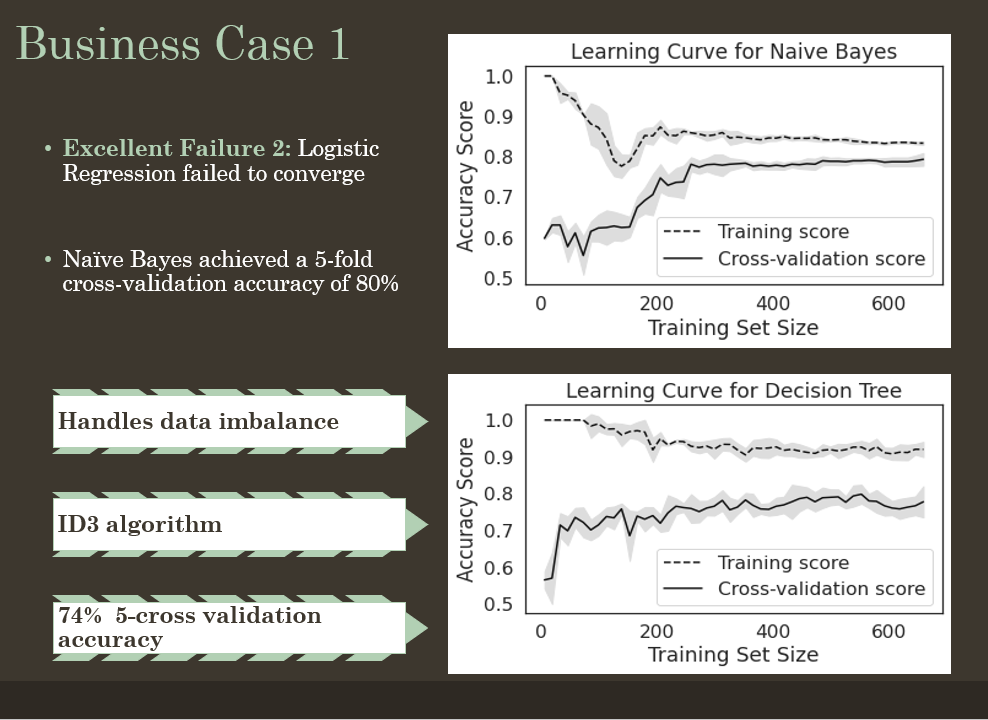 Business Case 1
• Excellent Failure 2: Logistic
Regression failed to converge
• Naïve Bayes achieved a 5-fold
cross-validation accuracy of 80%
Handles data imbalance
ID3 algorithm
74%  5-cross validation
accuracy
Learning Curve for Naive Bayes
Accuracy Score
1.0
0.9
0.8
0.7
0.6
0.5
Training score
Cross-validation score
0 200 400 600
Training Set Size
Learning Curve for Decision Tree
Accuracy Score
1.0
0.9
0.8
0.7
0.6
0.5
Training score
Cross-validation score
0 200 400 600
Training Set Size